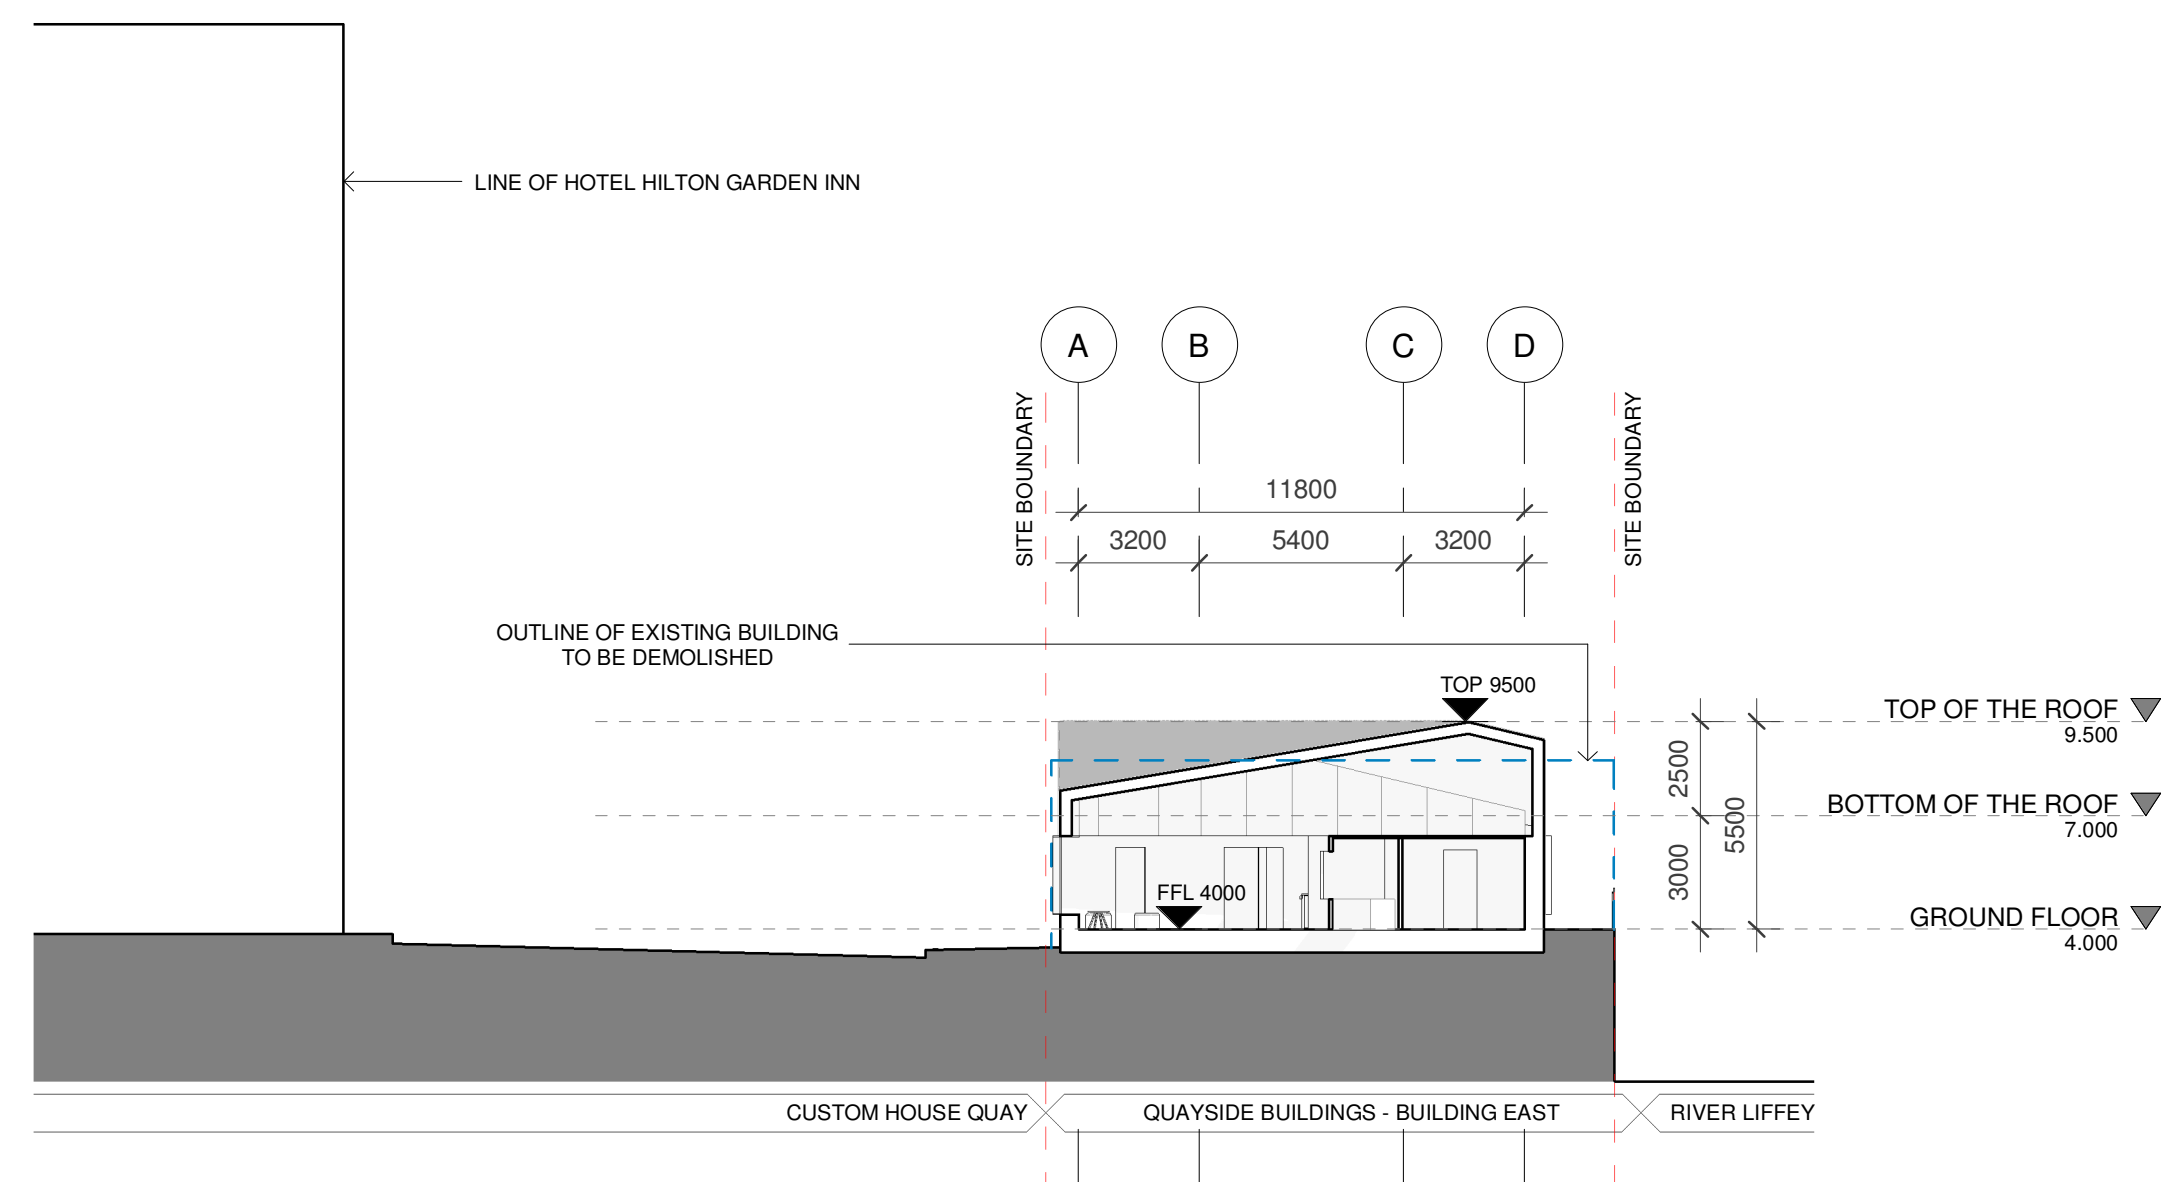 LINE OF HOTEL HILTON GARDEN INN
A
B
C
D
SITE BOUNDARY
SITE BOUNDARY
11800
3200
5400
3200
OUTLINE OF EXISTING BUILDING
TO BE DEMOLISHED
TOP 9500
TOP OF THE ROOF
9.500
2500
BOTTOM OF THE ROOF
7.000
5500
3000
FFL 4000
GROUND FLOOR
4.000
CUSTOM HOUSE QUAY
QUAYSIDE BUILDINGS - BUILDING EAST
RIVER LIFFEY